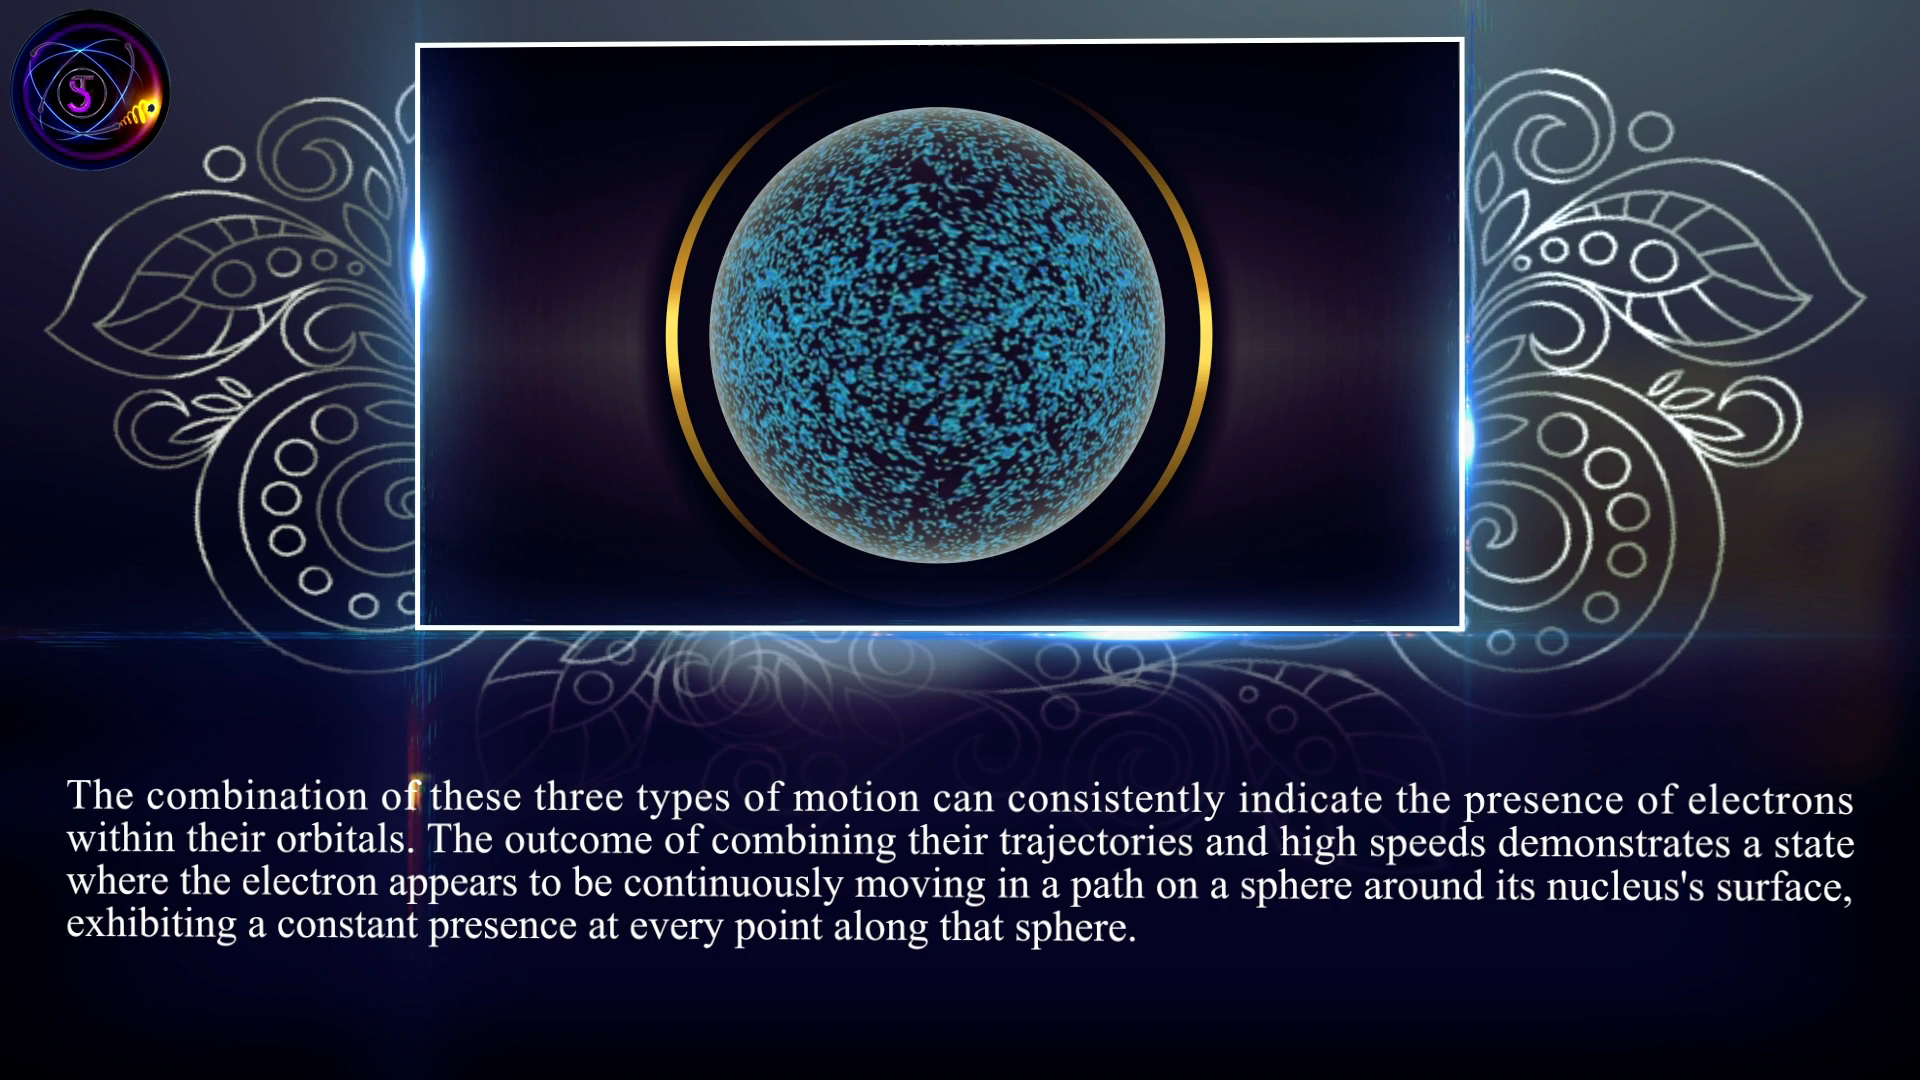 The combination of these three types of motion can consistently indicate the presence of electrons
within their orbitals. The outcome of combining their trajectories and high speeds demonstrates a state
where the electron appears to be continuously moving in a path on a sphere around its nucleus's surface,
exhibiting a constant presence at every point along that sphere.